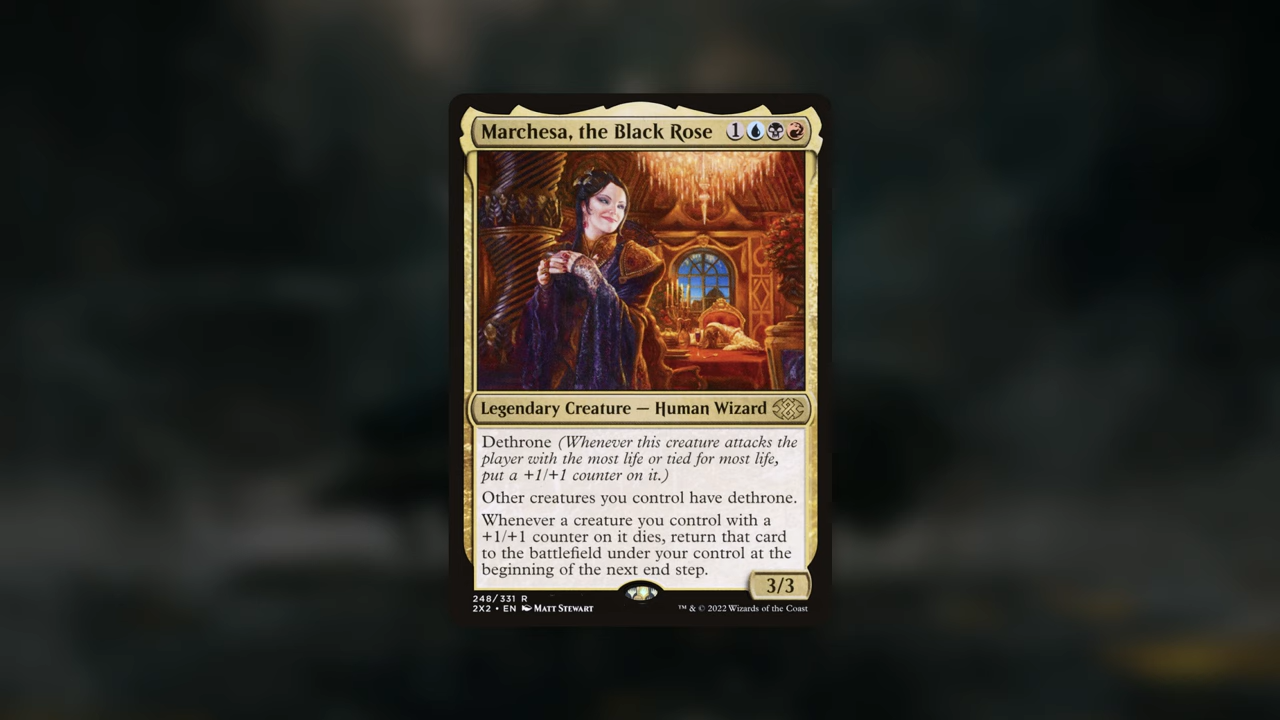 Marchesa, the Black Rose 1
Legendary Creature — Human Wizard
Dethrone (Whenever this creature attacks the
player with the most life or tied for most life,
put a +1/+1 counter on it.)
Other creatures you control have dethrone.
Whenever a creature you control with a
+1/+1 counter on it dies, return that card
to the battlefield under your control at the
beginning of the next end step.
3/3
248/331 R
2X2 • EN Matt Stewart
™ & © 2022 Wizards of the Coast